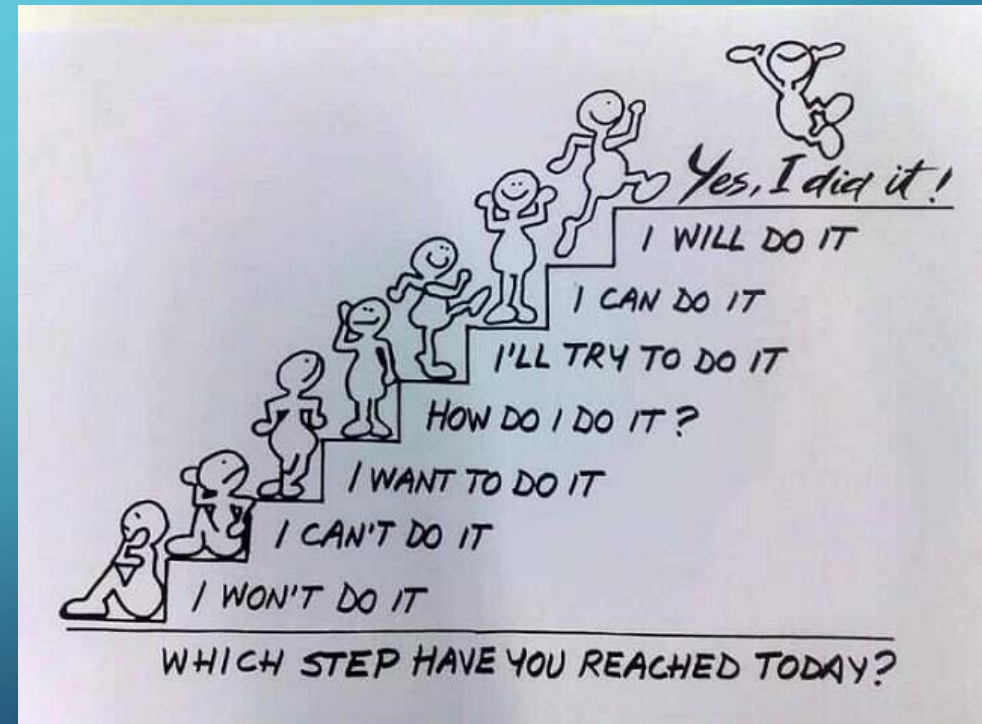 Yes, I did it!
I WILL DO IT
I CAN DO IT
I'LL TRY TO DO IT
HOW DO I DO IT?
I WANT TO DO IT
I CAN'T DO IT
I WON'T DO IT
WHICH STEP HAVE YOU REACHED TODAY?